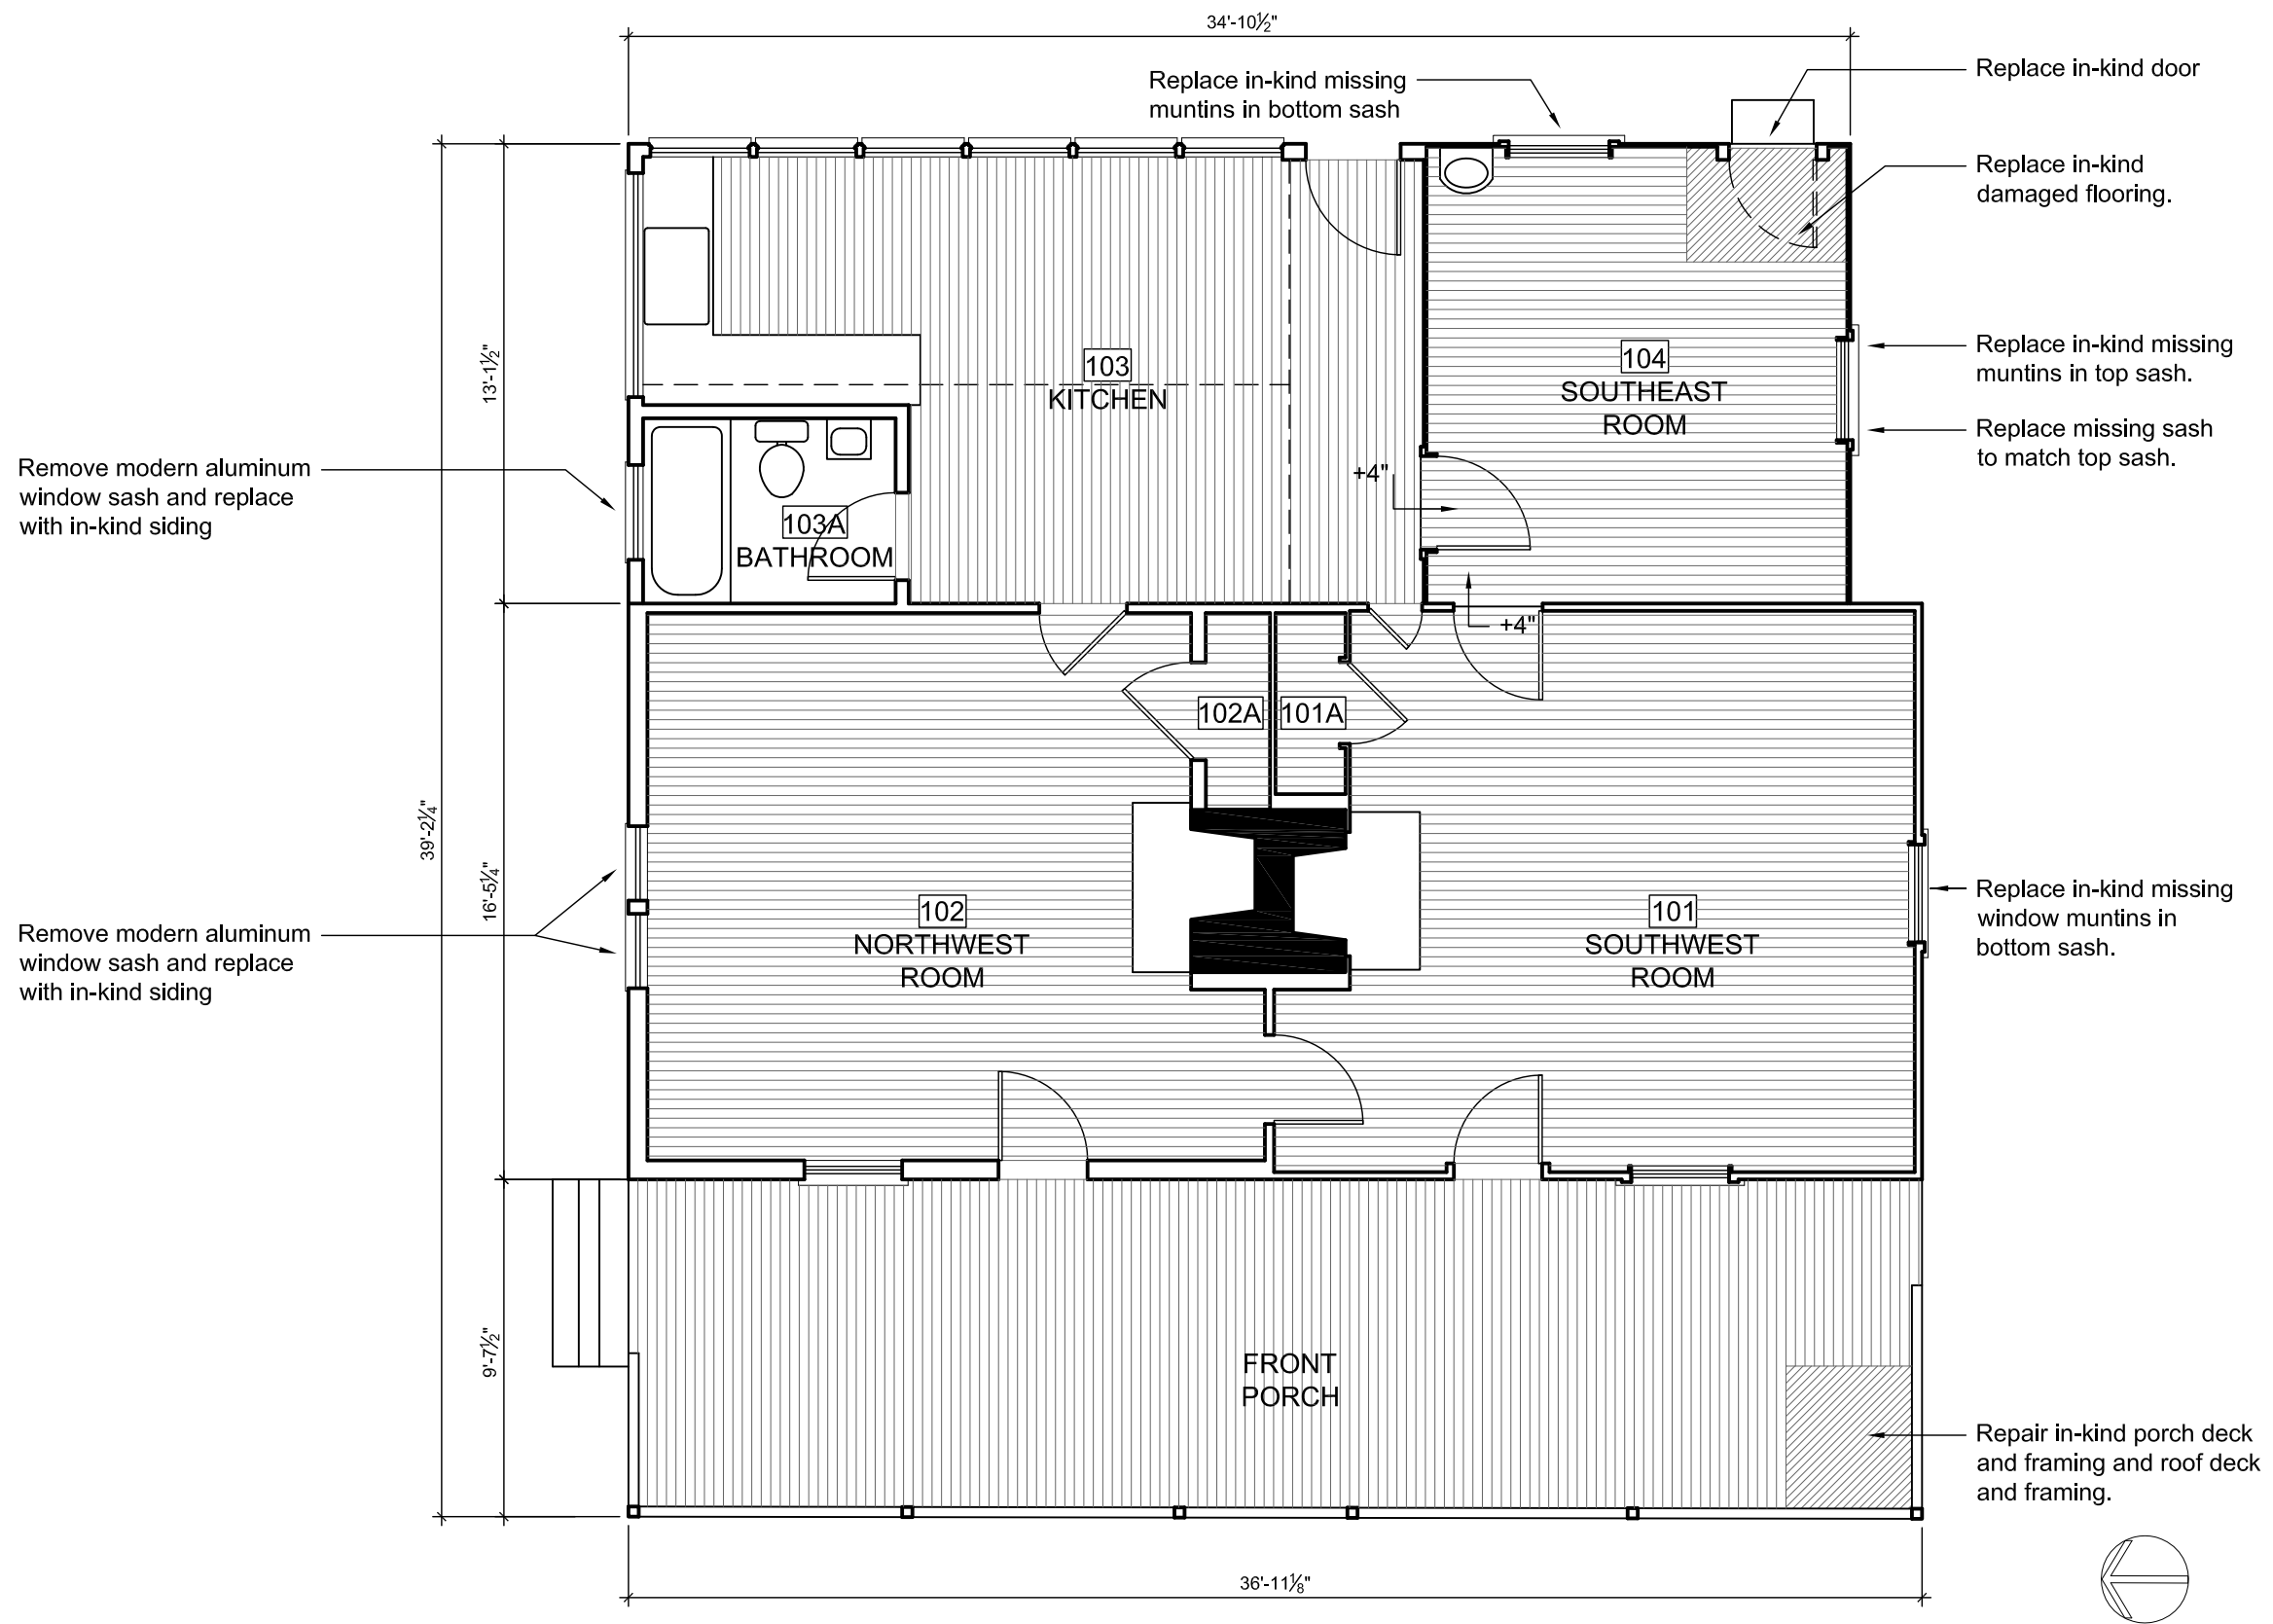 34'-10½"
Replace in-kind missing
muntins in bottom sash
Replace in-kind door
Replace in-kind
damaged flooring.
13'-1½"
103
KITCHEN
104
SOUTHEAST
ROOM
Replace in-kind missing
muntins in top sash.
Replace missing sash
to match top sash.
Remove modern aluminum
window sash and replace
with in-kind siding
+4"
103A
BATHROOM
+4"
102A
101A
39'-2¼"
16'-5¼"
102
NORTHWEST
ROOM
101
SOUTHWEST
ROOM
Replace in-kind missing
window muntins in
bottom sash.
Remove modern aluminum
window sash and replace
with in-kind siding
9'-7½"
FRONT
PORCH
Repair in-kind porch deck
and framing and roof deck
and framing.
36'-11⅛"